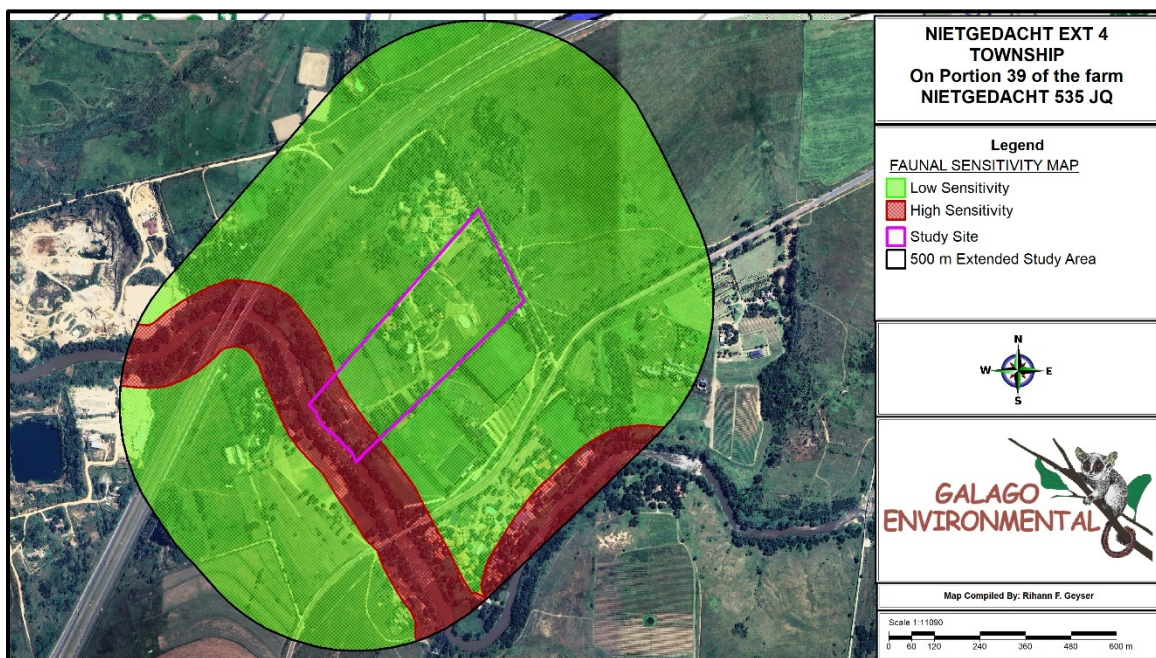 NIETGEDACHT EXT 4
TOWNSHIP
On Portion 39 of the farm
NIETGEDACHT 535 JQ
Legend
FAUNAL SENSITIVITY MAP
Low Sensitivity
High Sensitivity
Study Site
500 m Extended Study Area
N
W E
S
GALAGO
ENVIRONMENTAL
Map Compiled By: Rihann F. Geyser
Scale 1:11090
0 60 120 240 360 480 600 m